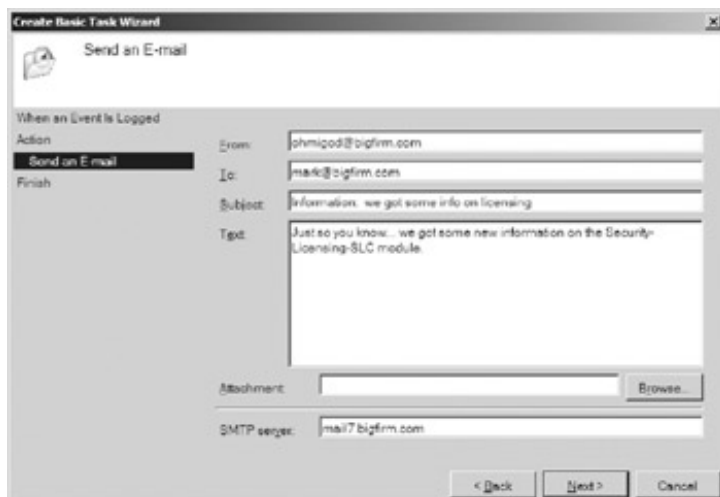 Create Basic Task Wizard
Send an E-mail
When an Event Is Logged
Action
Send an E-mail
Finish
From: ohmigod@bigfirm.com
To: mark@bigfirm.com
Subject: Information: we got some info on licensing
Text: Just so you know... we got some new information on the Security-
Licensing-SLC module.
Attachment: Browse...
SMTP server: mail7.bigfirm.com
< Back Next > Cancel